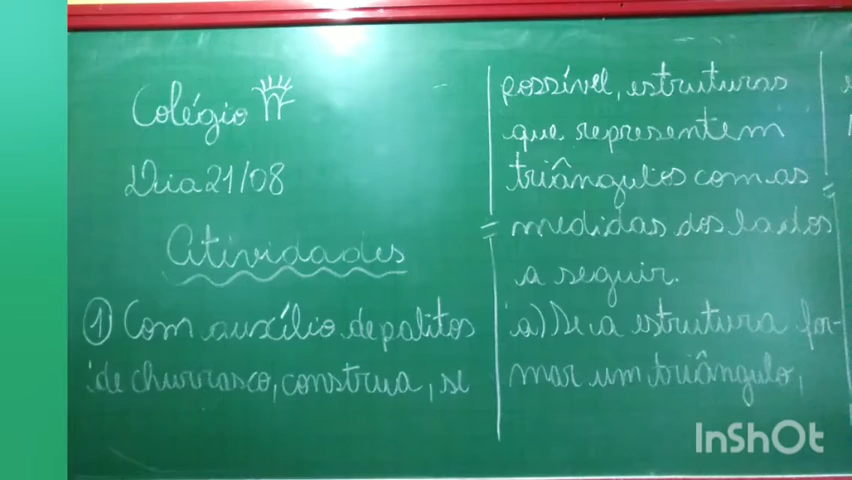 Colégio
Dia 21/08
Atividades
1) Com auxílio de palitos
de churrasco, construa, se
possível, estruturas
que representem
triângulos com as
medidas dos lados
a seguir.
a) Se a estrutura for-
mar um triângulo,
InShOt